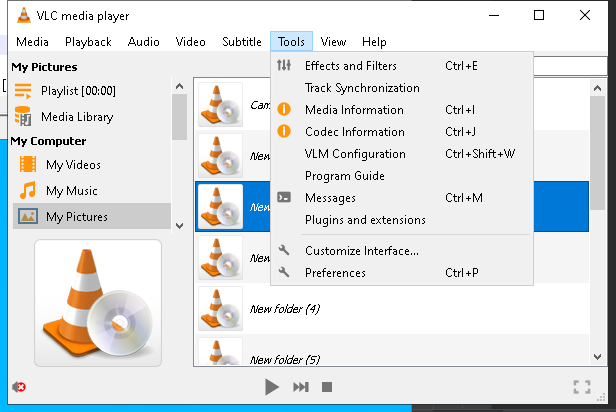 VLC media player
Media Playback Audio Video Subtitle Tools View Help
My Pictures
Playlist [00:00]
Media Library
My Computer
My Videos
My Music
My Pictures
Effects and Filters Ctrl+E
Track Synchronization
Media Information Ctrl+I
Codec Information Ctrl+J
VLM Configuration Ctrl+Shift+W
Program Guide
Messages Ctrl+M
Plugins and extensions
Customize Interface...
Preferences Ctrl+P
Cam
New
New
New
New folder (4)
New folder (5)